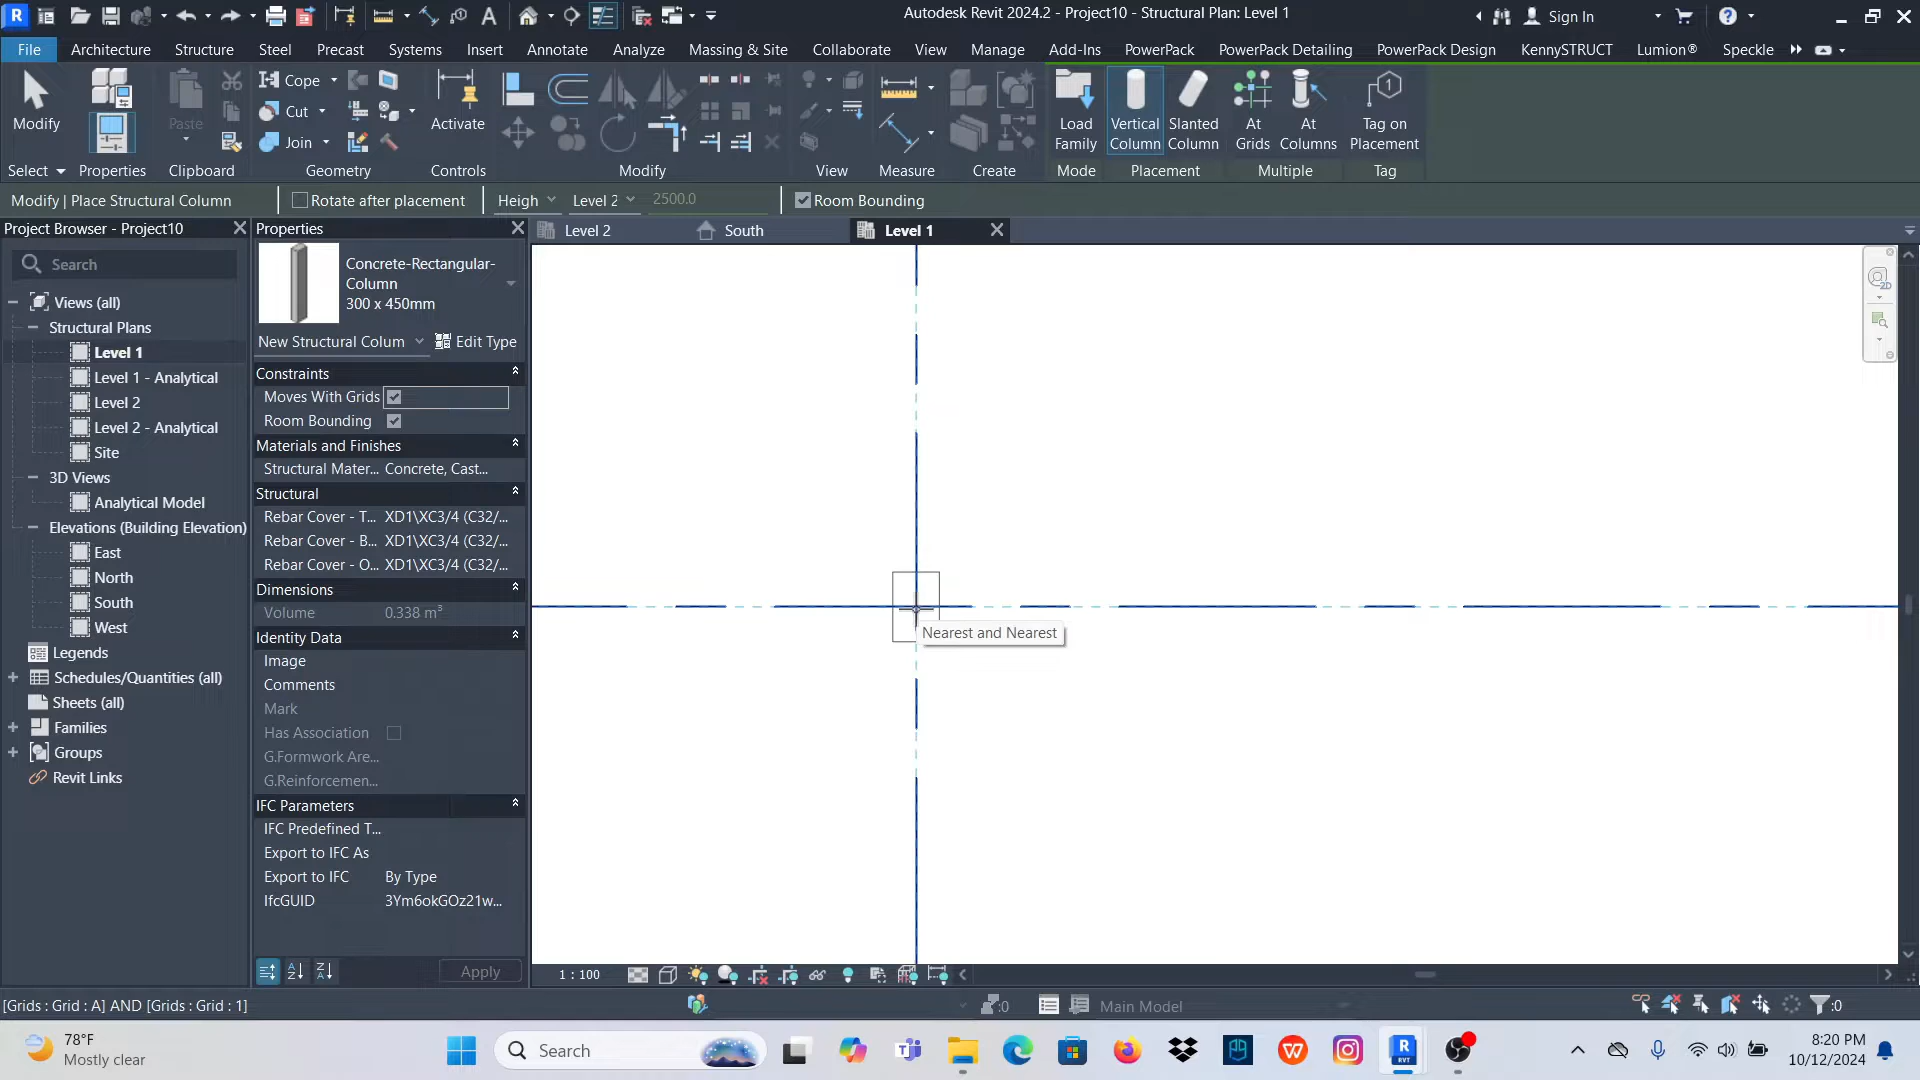 Autodesk Revit 2024.2 - Project10 - Structural Plan: Level 1
Sign In
File Architecture Structure Steel Precast Systems Insert Annotate Analyze Massing & Site Collaborate View Manage Add-Ins PowerPack PowerPack Detailing PowerPack Design KennySTRUCT Lumion® Speckle
Modify
Paste
Cope
Cut
Join
Activate
Load Family
Vertical Column
Slanted Column
At Grids
At Columns
Tag on Placement
Select Properties Clipboard Geometry Controls Modify View Measure Create Mode Placement Multiple Tag
Modify | Place Structural Column
Rotate after placement
Heigh
Level 2
2500.0
Room Bounding
Project Browser - Project10
Search
Views (all)
Structural Plans
Level 1
Level 1 - Analytical
Level 2
Level 2 - Analytical
Site
3D Views
Analytical Model
Elevations (Building Elevation)
East
North
South
West
Legends
Schedules/Quantities (all)
Sheets (all)
Families
Groups
Revit Links
Properties
Concrete-Rectangular-
Column
300 x 450mm
New Structural Colum
Edit Type
Constraints
Moves With Grids
Room Bounding
Materials and Finishes
Structural Mater... Concrete, Cast...
Structural
Rebar Cover - T... XD1\XC3/4 (C32/...
Rebar Cover - B... XD1\XC3/4 (C32/...
Rebar Cover - O... XD1\XC3/4 (C32/...
Dimensions
Volume 0.338 m³
Identity Data
Image
Comments
Mark
Has Association
G.Formwork Are...
G.Reinforcemen...
IFC Parameters
IFC Predefined T...
Export to IFC As
Export to IFC By Type
IfcGUID 3Ym6okGOz21w...
Apply
Level 2
South
Level 1
2D
Nearest and Nearest
1 : 100
[Grids : Grid : A] AND [Grids : Grid : 1]
:0
Main Model
:0
78°F
Mostly clear
Search
8:20 PM
10/12/2024